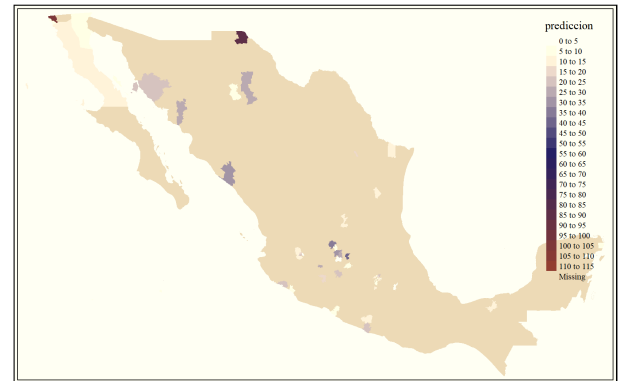 prediccion
0 to 5
5 to 10
10 to 15
15 to 20
20 to 25
25 to 30
30 to 35
35 to 40
40 to 45
45 to 50
50 to 55
55 to 60
60 to 65
65 to 70
70 to 75
75 to 80
80 to 85
85 to 90
90 to 95
95 to 100
100 to 105
105 to 110
110 to 115
Missing